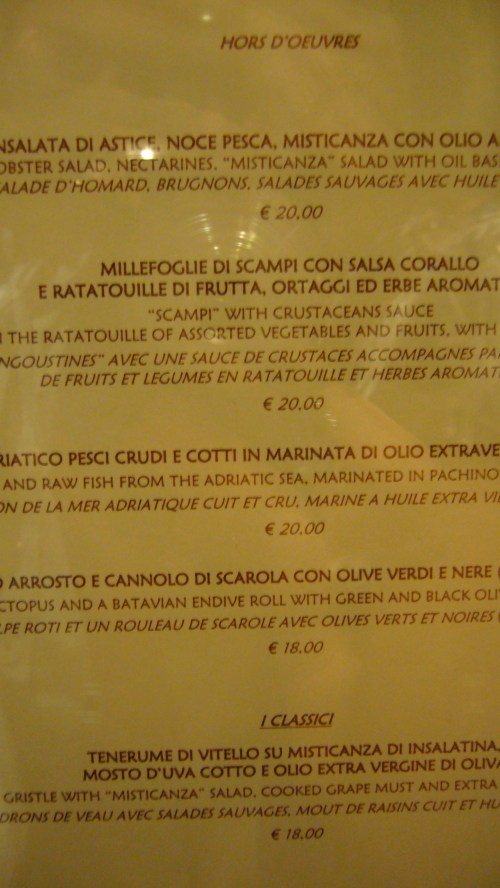 HORS D'OEUVRES
INSALATA DI ASTICE, NOCE PESCA, MISTICANZA CON OLIO A
OBSTER SALAD, NECTARINES, "MISTICANZA" SALAD WITH OIL BAS
ALADE D'HOMARD, BRUGNONS, SALADES SAUVAGES AVEC HUILE
€ 20,00
MILLEFOGLIE DI SCAMPI CON SALSA CORALLO
E RATATOUILLE DI FRUTTA, ORTAGGI ED ERBE AROMAT
"SCAMPI" WITH CRUSTACEANS SAUCE
THE RATATOUILLE OF ASSORTED VEGETABLES AND FRUITS, WITH
NGOUSTINES" AVEC UNE SAUCE DE CRUSTACES ACCOMPAGNES PA
DE FRUITS ET LEGUMES EN RATATOUILLE ET HERBES AROMAT
€ 20,00
RIATICO PESCI CRUDI E COTTI IN MARINATA DI OLIO EXTRAVE
AND RAW FISH FROM THE ADRIATIC SEA, MARINATED IN PACHINO
ON DE LA MER ADRIATIQUE CUIT ET CRU, MARINE A HUILE EXTRA VIE
€ 20,00
O ARROSTO E CANNOLO DI SCAROLA CON OLIVE VERDI E NERE
CTOPUS AND A BATAVIAN ENDIVE ROLL WITH GREEN AND BLACK OLI
LPE ROTI ET UN ROULEAU DE SCAROLE AVEC OLIVES VERTS ET NOIRES
€ 18,00
I CLASSICI
TENERUME DI VITELLO SU MISTICANZA DI INSALATINA,
MOSTO D'UVA COTTO E OLIO EXTRA VERGINE DI OLIVA
GRISTLE WITH "MISTICANZA" SALAD, COOKED GRAPE MUST AND EXTRA
DRONS DE VEAU AVEC SALADES SAUVAGES, MOUT DE RAISINS CUIT ET HU
€ 18,00